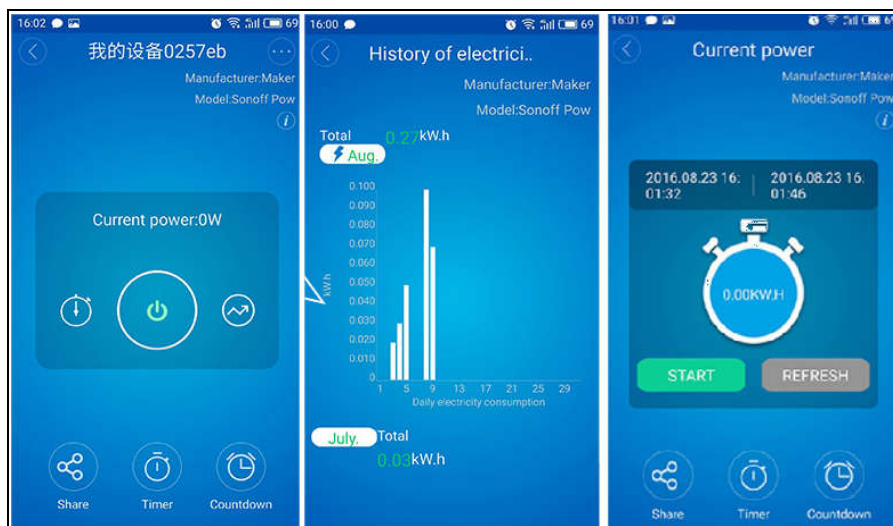 16:02
69
我的设备0257eb
Manufacturer:Maker
Model:Sonoff Pow
Current power:0W
Share
Timer
Countdown
16:00
69
History of electrici..
Manufacturer:Maker
Model:Sonoff Pow
Total 0.27kW.h
Aug.
0.100
0.090
0.080
0.070
0.060
0.050
0.040
0.030
0.020
0.010
0
kW.h
1 5 9 13 17 21 25 29
Daily electricity consumption
July. Total
0.03kW.h
16:01
Current power
Manufacturer:Maker
Model:Sonoff Pow
2016.08.23 16:
01:32
2016.08.23 16:
01:46
0.00KW.H
START
REFRESH
Share
Timer
Countdown